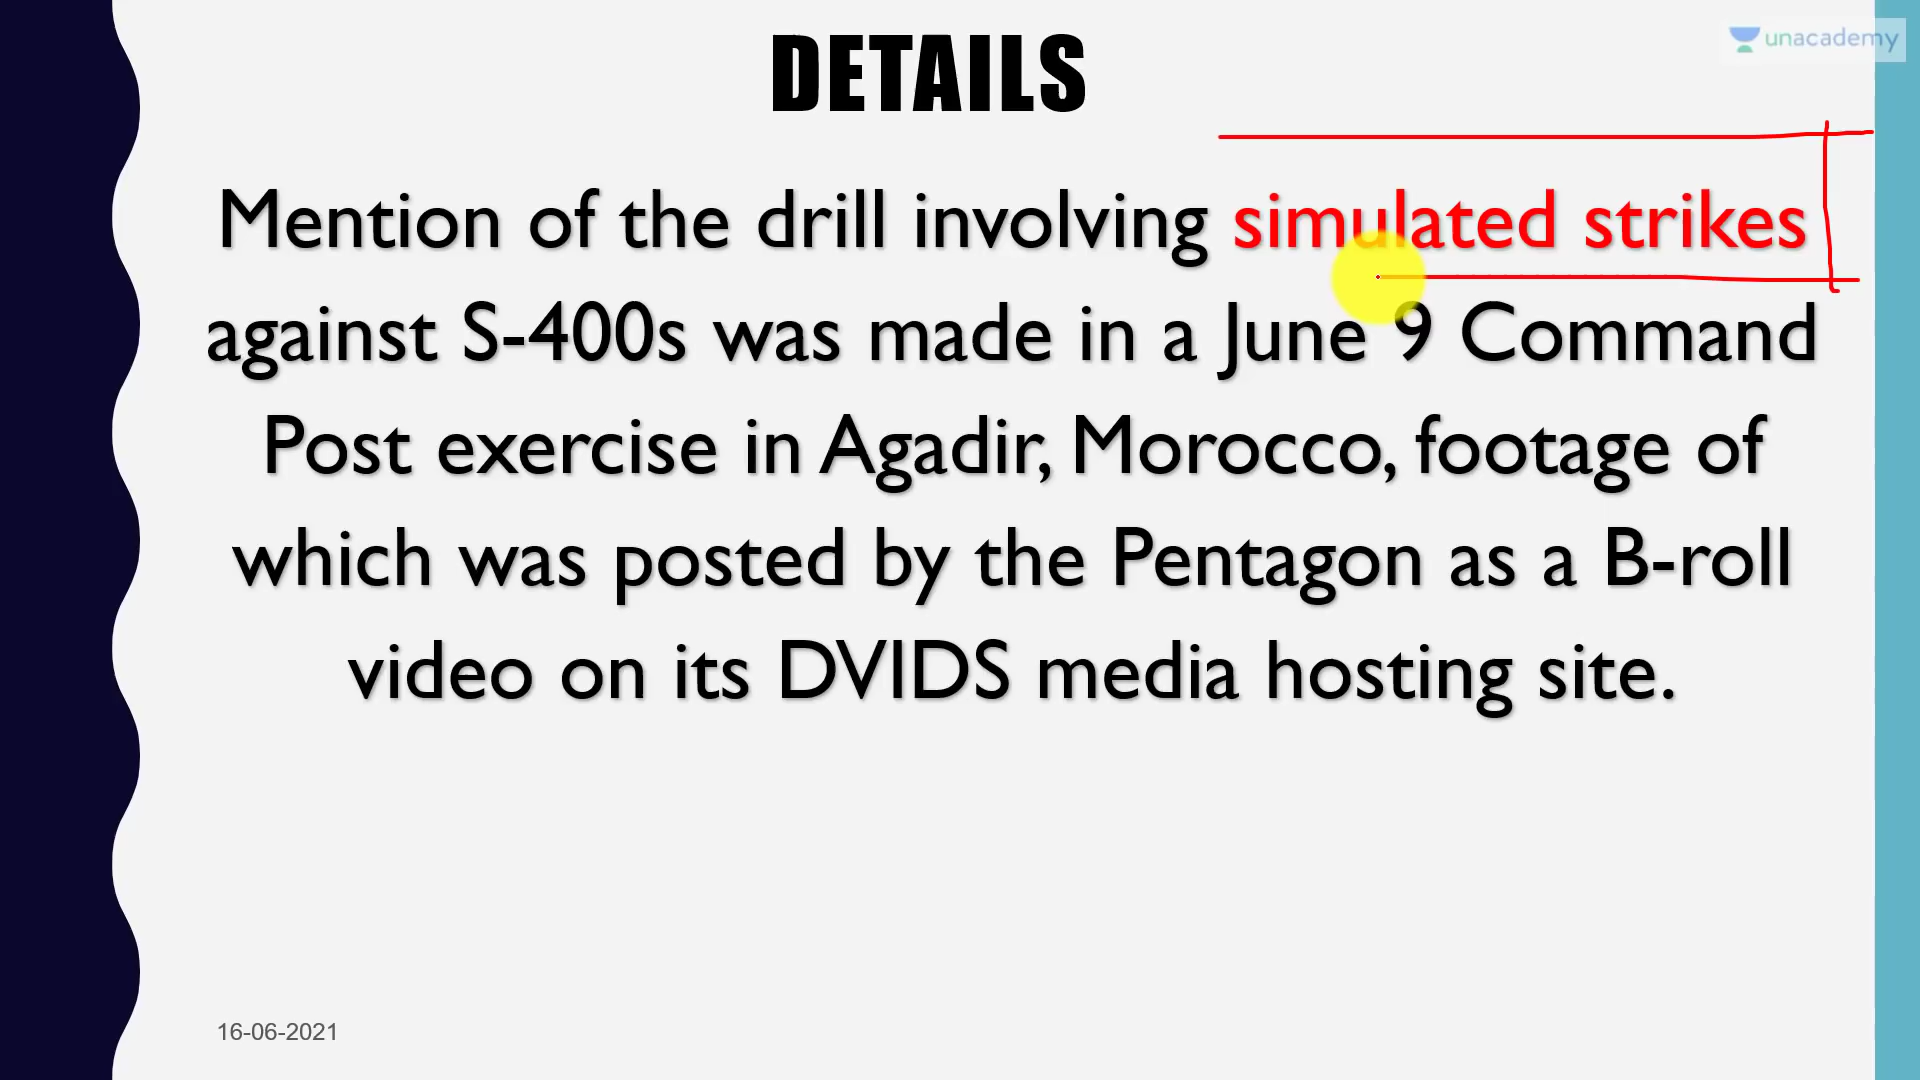 DETAILS
unacademy
Mention of the drill involving simulated strikes
against S-400s was made in a June 9 Command
Post exercise in Agadir, Morocco, footage of
which was posted by the Pentagon as a B-roll
video on its DVIDS media hosting site.
16-06-2021